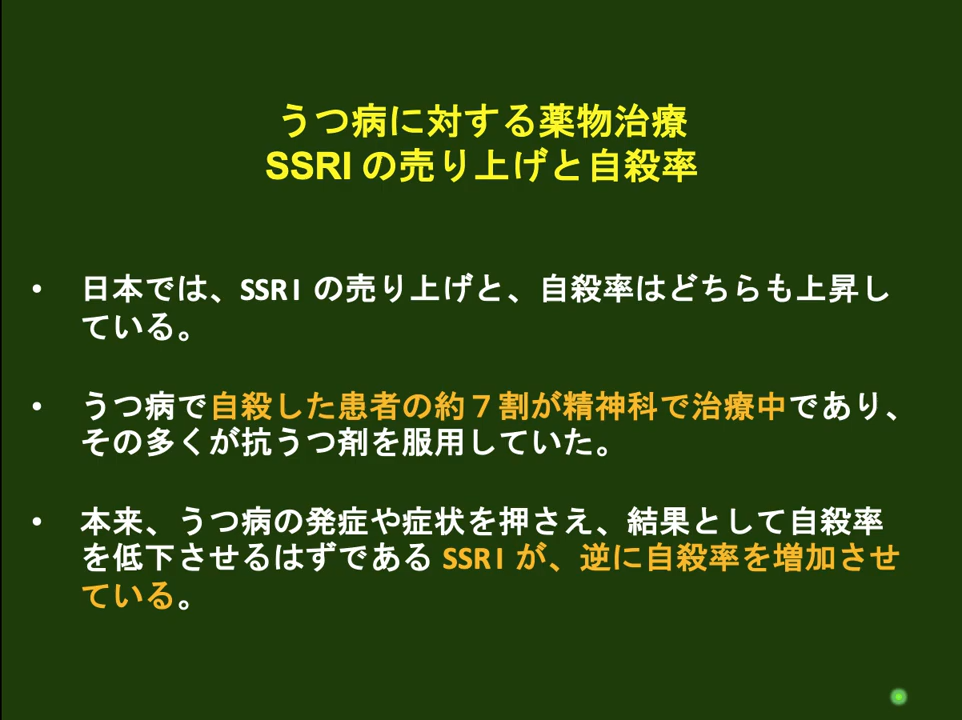 うつ病に対する薬物治療
SSRI の売り上げと自殺率
• 日本では、SSRI の売り上げと、自殺率はどちらも上昇し
ている。
• うつ病で自殺した患者の約７割が精神科で治療中であり、
その多くが抗うつ剤を服用していた。
• 本来、うつ病の発症や症状を押さえ、結果として自殺率
を低下させるはずである SSRI が、逆に自殺率を増加させ
ている。